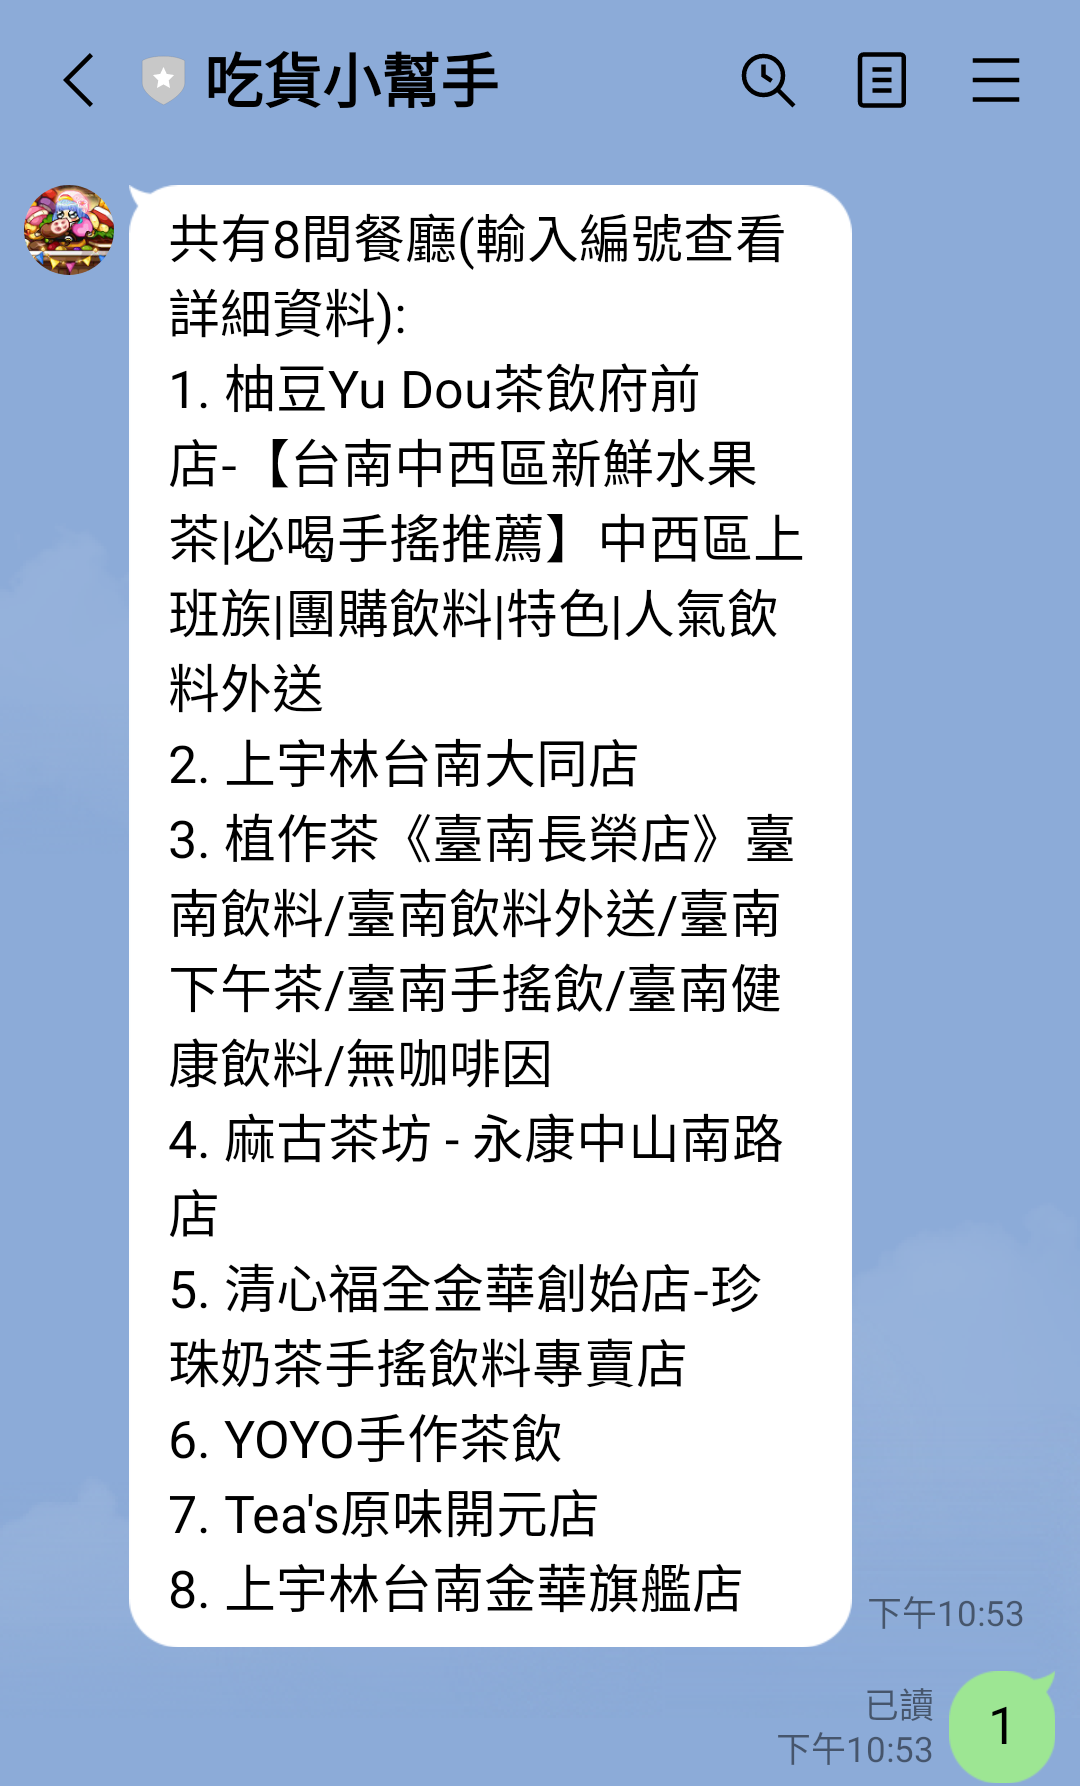 吃貨小幫手
共有8間餐廳(輸入編號查看
詳細資料):
1. 柚豆Yu Dou茶飲府前
店-【台南中西區新鮮水果
茶|必喝手搖推薦】中西區上
班族|團購飲料|特色|人氣飲
料外送
2. 上宇林台南大同店
3. 植作茶《臺南長榮店》臺
南飲料/臺南飲料外送/臺南
下午茶/臺南手搖飲/臺南健
康飲料/無咖啡因
4. 麻古茶坊 - 永康中山南路
店
5. 清心福全金華創始店-珍
珠奶茶手搖飲料專賣店
6. YOYO手作茶飲
7. Tea's原味開元店
8. 上宇林台南金華旗艦店
下午10:53
已讀
下午10:53
1